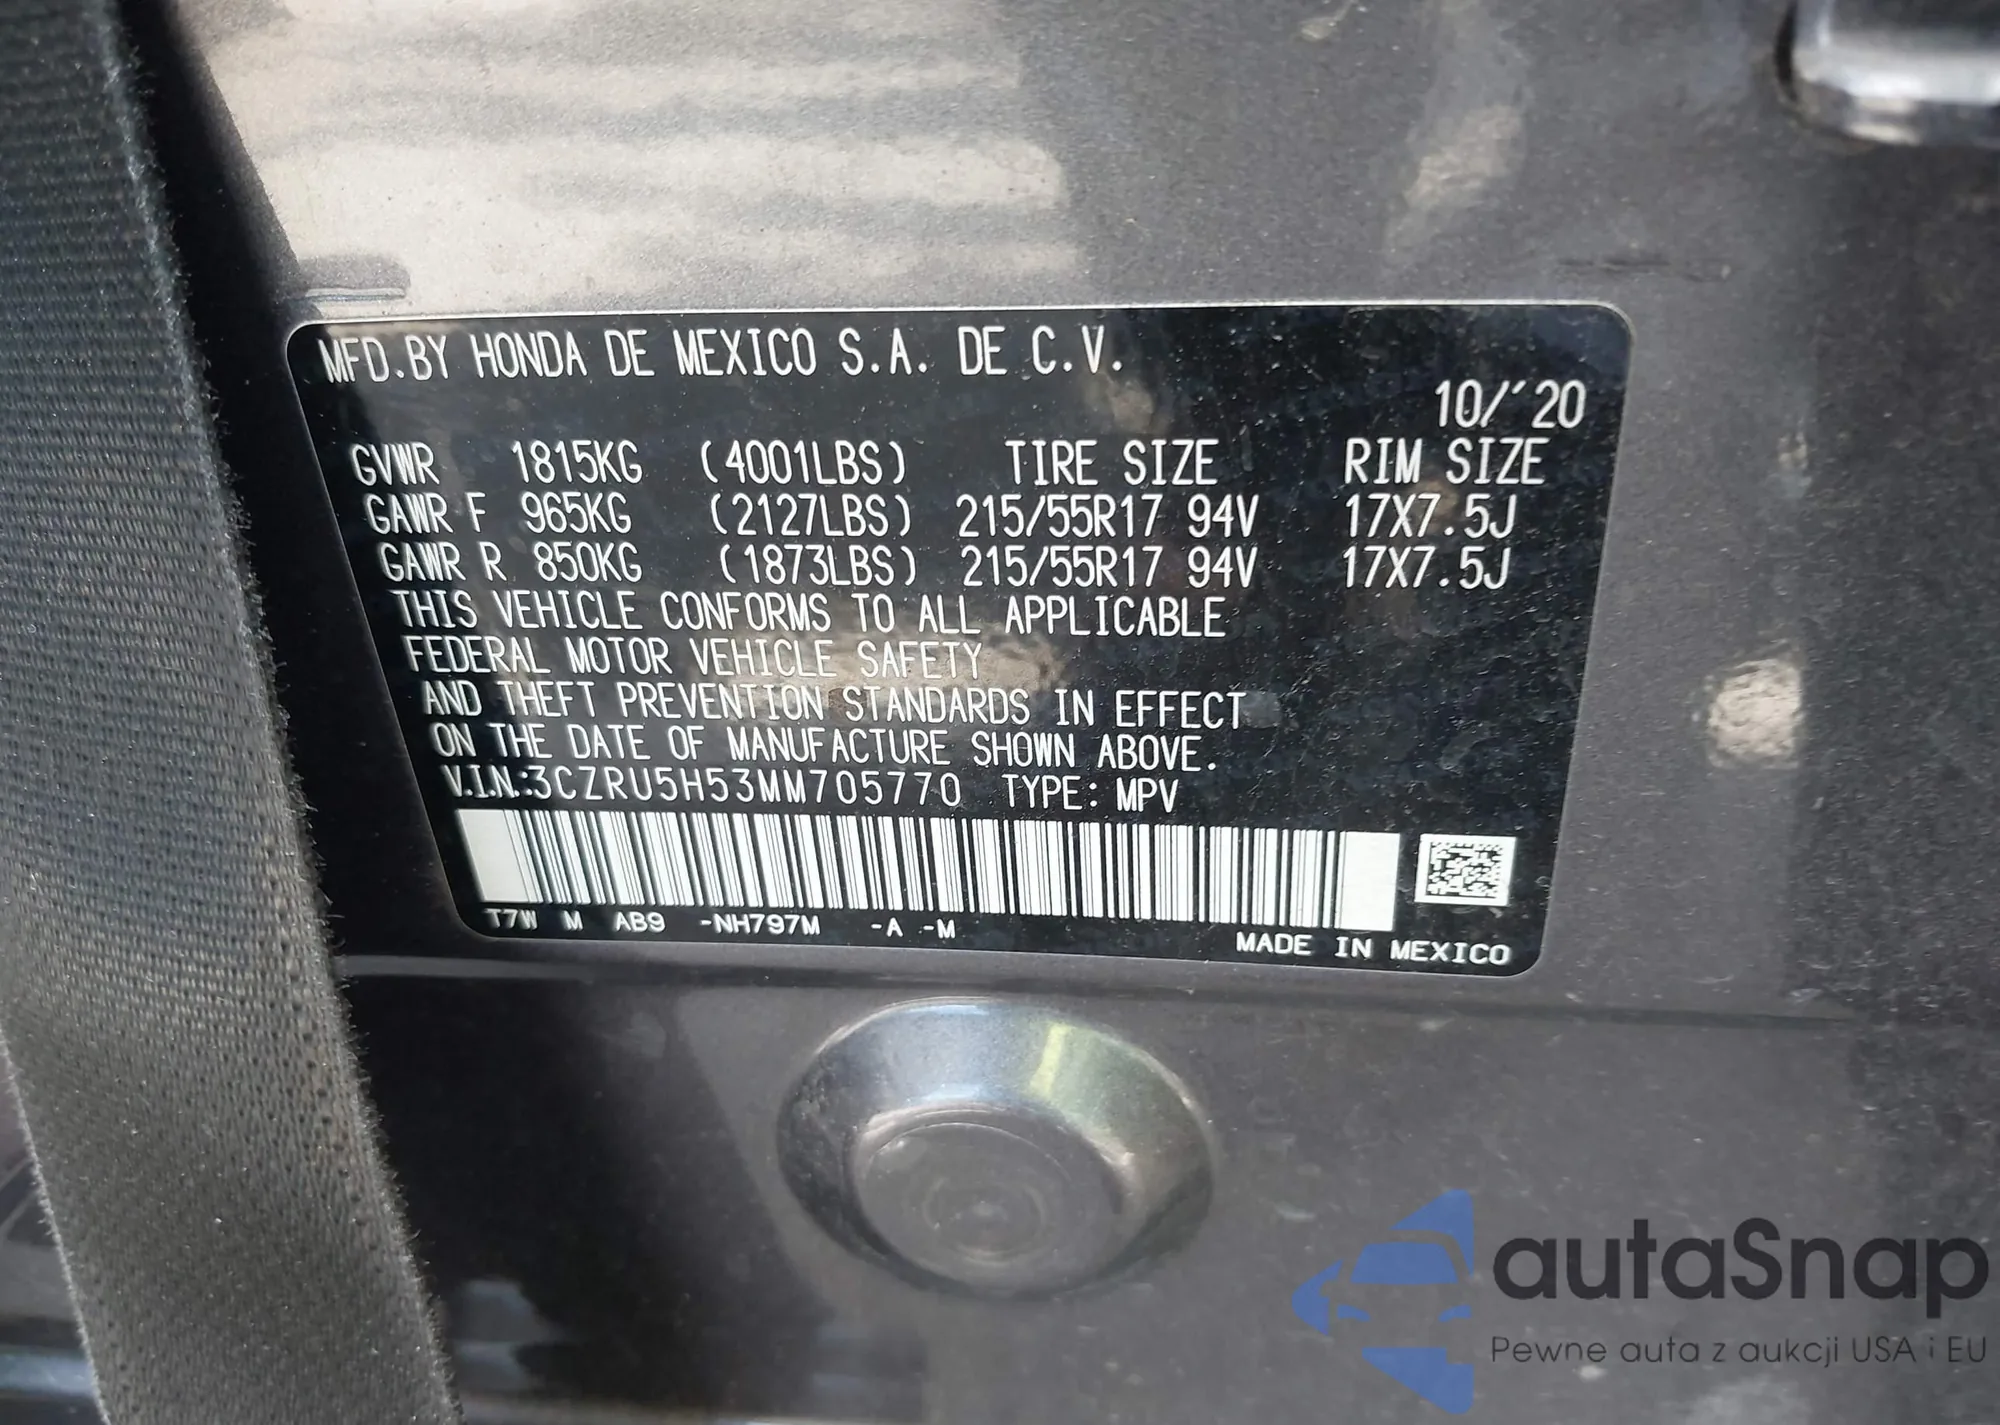 MFD.BY HONDA DE MEXICO S.A. DE C.V.
10/'20
GVWR 1815KG (4001LBS) TIRE SIZE RIM SIZE
GAWR F 965KG (2127LBS) 215/55R17 94V 17X7.5J
GAWR R 850KG (1873LBS) 215/55R17 94V 17X7.5J
THIS VEHICLE CONFORMS TO ALL APPLICABLE
FEDERAL MOTOR VEHICLE SAFETY
AND THEFT PREVENTION STANDARDS IN EFFECT
ON THE DATE OF MANUFACTURE SHOWN ABOVE.
V.I.N.:3CZRU5H53MM705770 TYPE: MPV
T7W M AB9 -NH797M -A -M
MADE IN MEXICO
autaSnap
Pewne auta z aukcji USA i EU